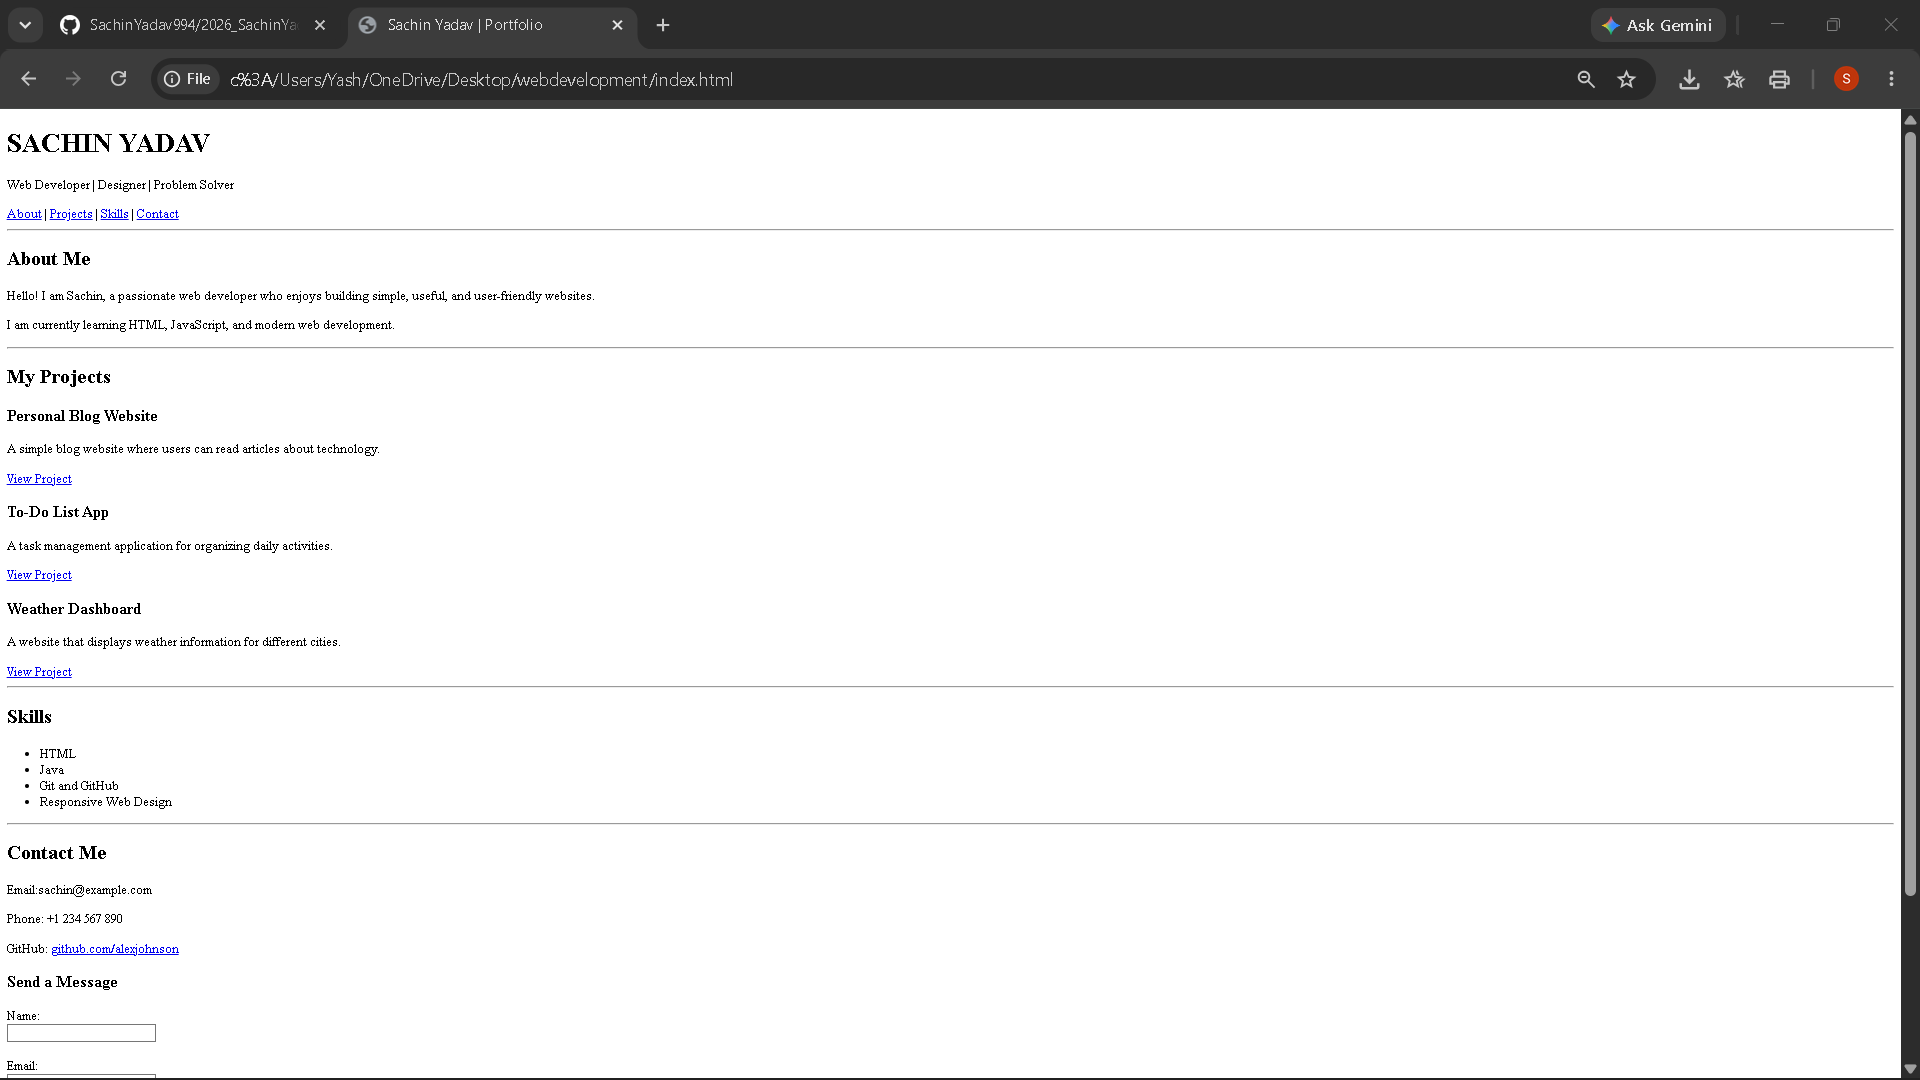 SachinYadav994/2026_SachinYa
Sachin Yadav | Portfolio
Ask Gemini
File
c%3A/Users/Yash/OneDrive/Desktop/webdevelopment/index.html
S
SACHIN YADAV
Web Developer | Designer | Problem Solver
About | Projects | Skills | Contact
About Me
Hello! I am Sachin, a passionate web developer who enjoys building simple, useful, and user-friendly websites.
I am currently learning HTML, JavaScript, and modern web development.
My Projects
Personal Blog Website
A simple blog website where users can read articles about technology.
View Project
To-Do List App
A task management application for organizing daily activities.
View Project
Weather Dashboard
A website that displays weather information for different cities.
View Project
Skills
• HTML
• Java
• Git and GitHub
• Responsive Web Design
Contact Me
Email:sachin@example.com
Phone: +1 234 567 890
GitHub: github.com/alexjohnson
Send a Message
Name:
Email: